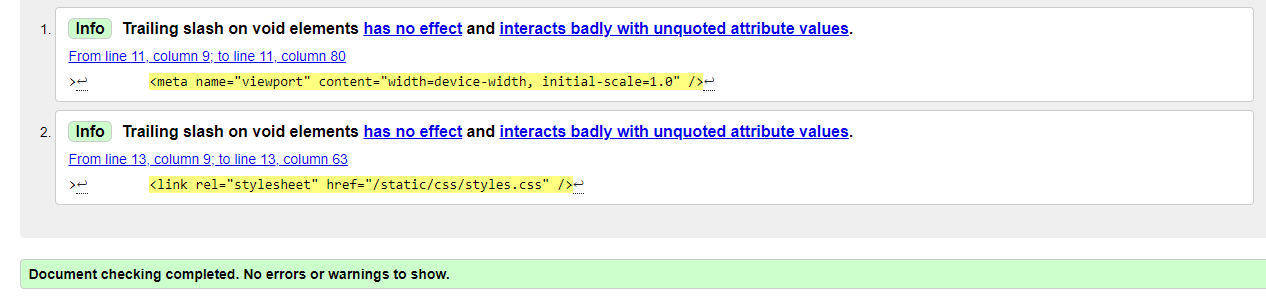 1. Info Trailing slash on void elements has no effect and interacts badly with unquoted attribute values.
From line 11, column 9; to line 11, column 80
>↩ <meta name="viewport" content="width=device-width, initial-scale=1.0" />↩
2. Info Trailing slash on void elements has no effect and interacts badly with unquoted attribute values.
From line 13, column 9; to line 13, column 63
>↩ <link rel="stylesheet" href="/static/css/styles.css" />↩
Document checking completed. No errors or warnings to show.